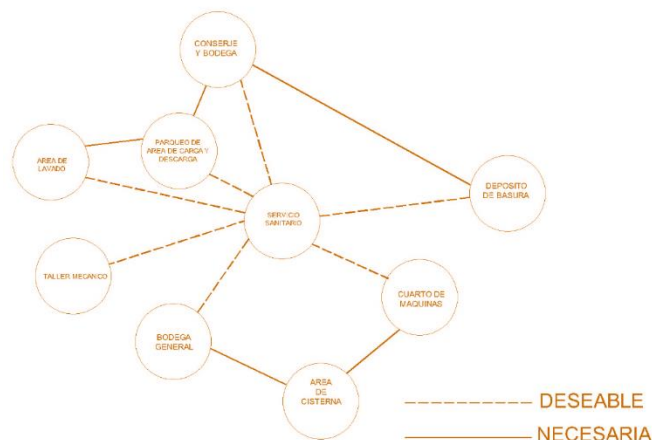 CONSERJE
Y BODEGA
PARQUEO DE
AREA DE CARGA Y
DESCARGA
AREA DE
LAVADO
DEPOSITO
DE BASURA
SERVICIO
SANITARIO
TALLER MECANICO
CUARTO DE
MAQUINAS
BODEGA
GENERAL
AREA
DE
CISTERNA
DESEABLE
NECESARIA